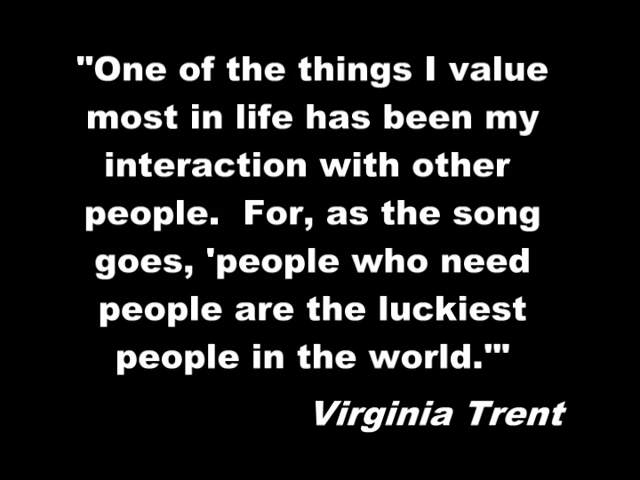 "One of the things I value
most in life has been my
interaction with other
people.  For, as the song
goes, 'people who need
people are the luckiest
people in the world.'"
Virginia Trent